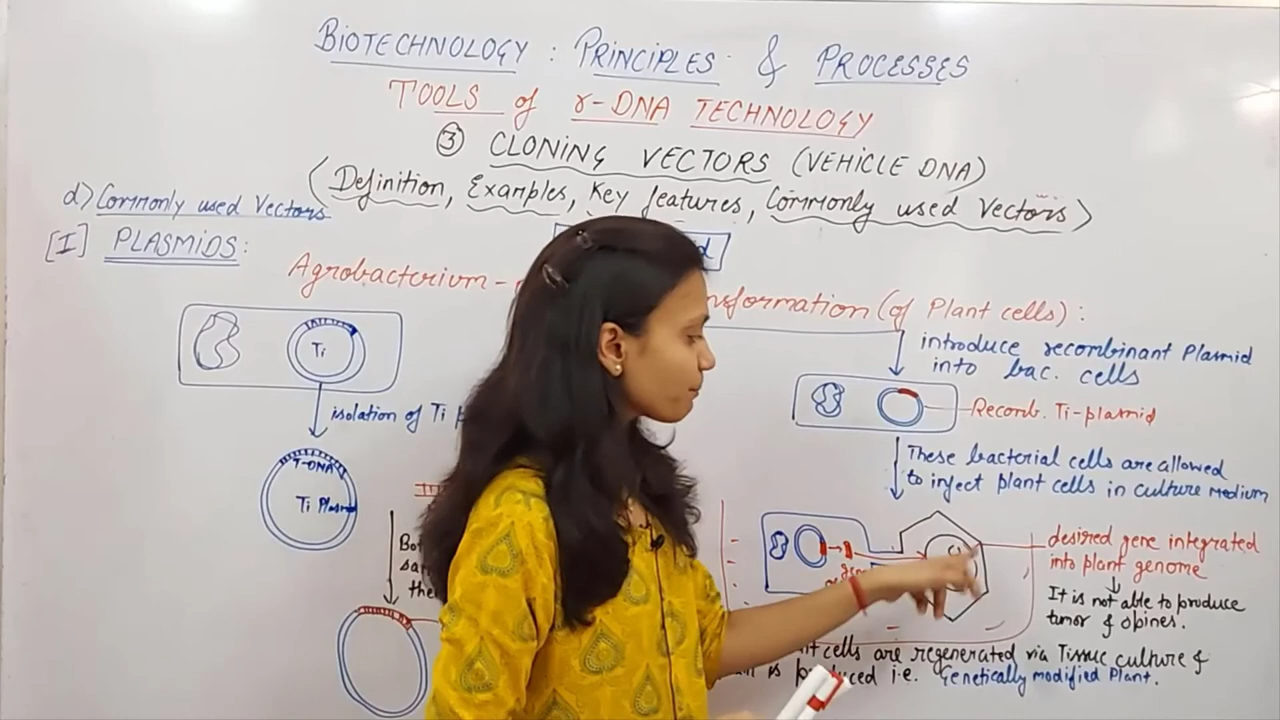 BIOTECHNOLOGY : PRINCIPLES & PROCESSES
TOOLS of r-DNA TECHNOLOGY
③ CLONING VECTORS (VEHICLE DNA)
(Definition, Examples, Key features, Commonly used Vectors)
d) Commonly used Vectors
[I] PLASMIDS:
Agrobacterium -
nsformation (of Plant cells) :
Ti
isolation of Ti
T-DNA
Ti Plasm
introduce recombinant Plasmid
into bac. cells
Recomb. Ti-plasmid
These bacterial cells are allowed
to infect plant cells in culture medium
desired gene integrated
into plant genome
It is not able to produce
tumor & opines.
cells are regenerated via Tissue culture &
is produced i.e. Genetically modified Plant.